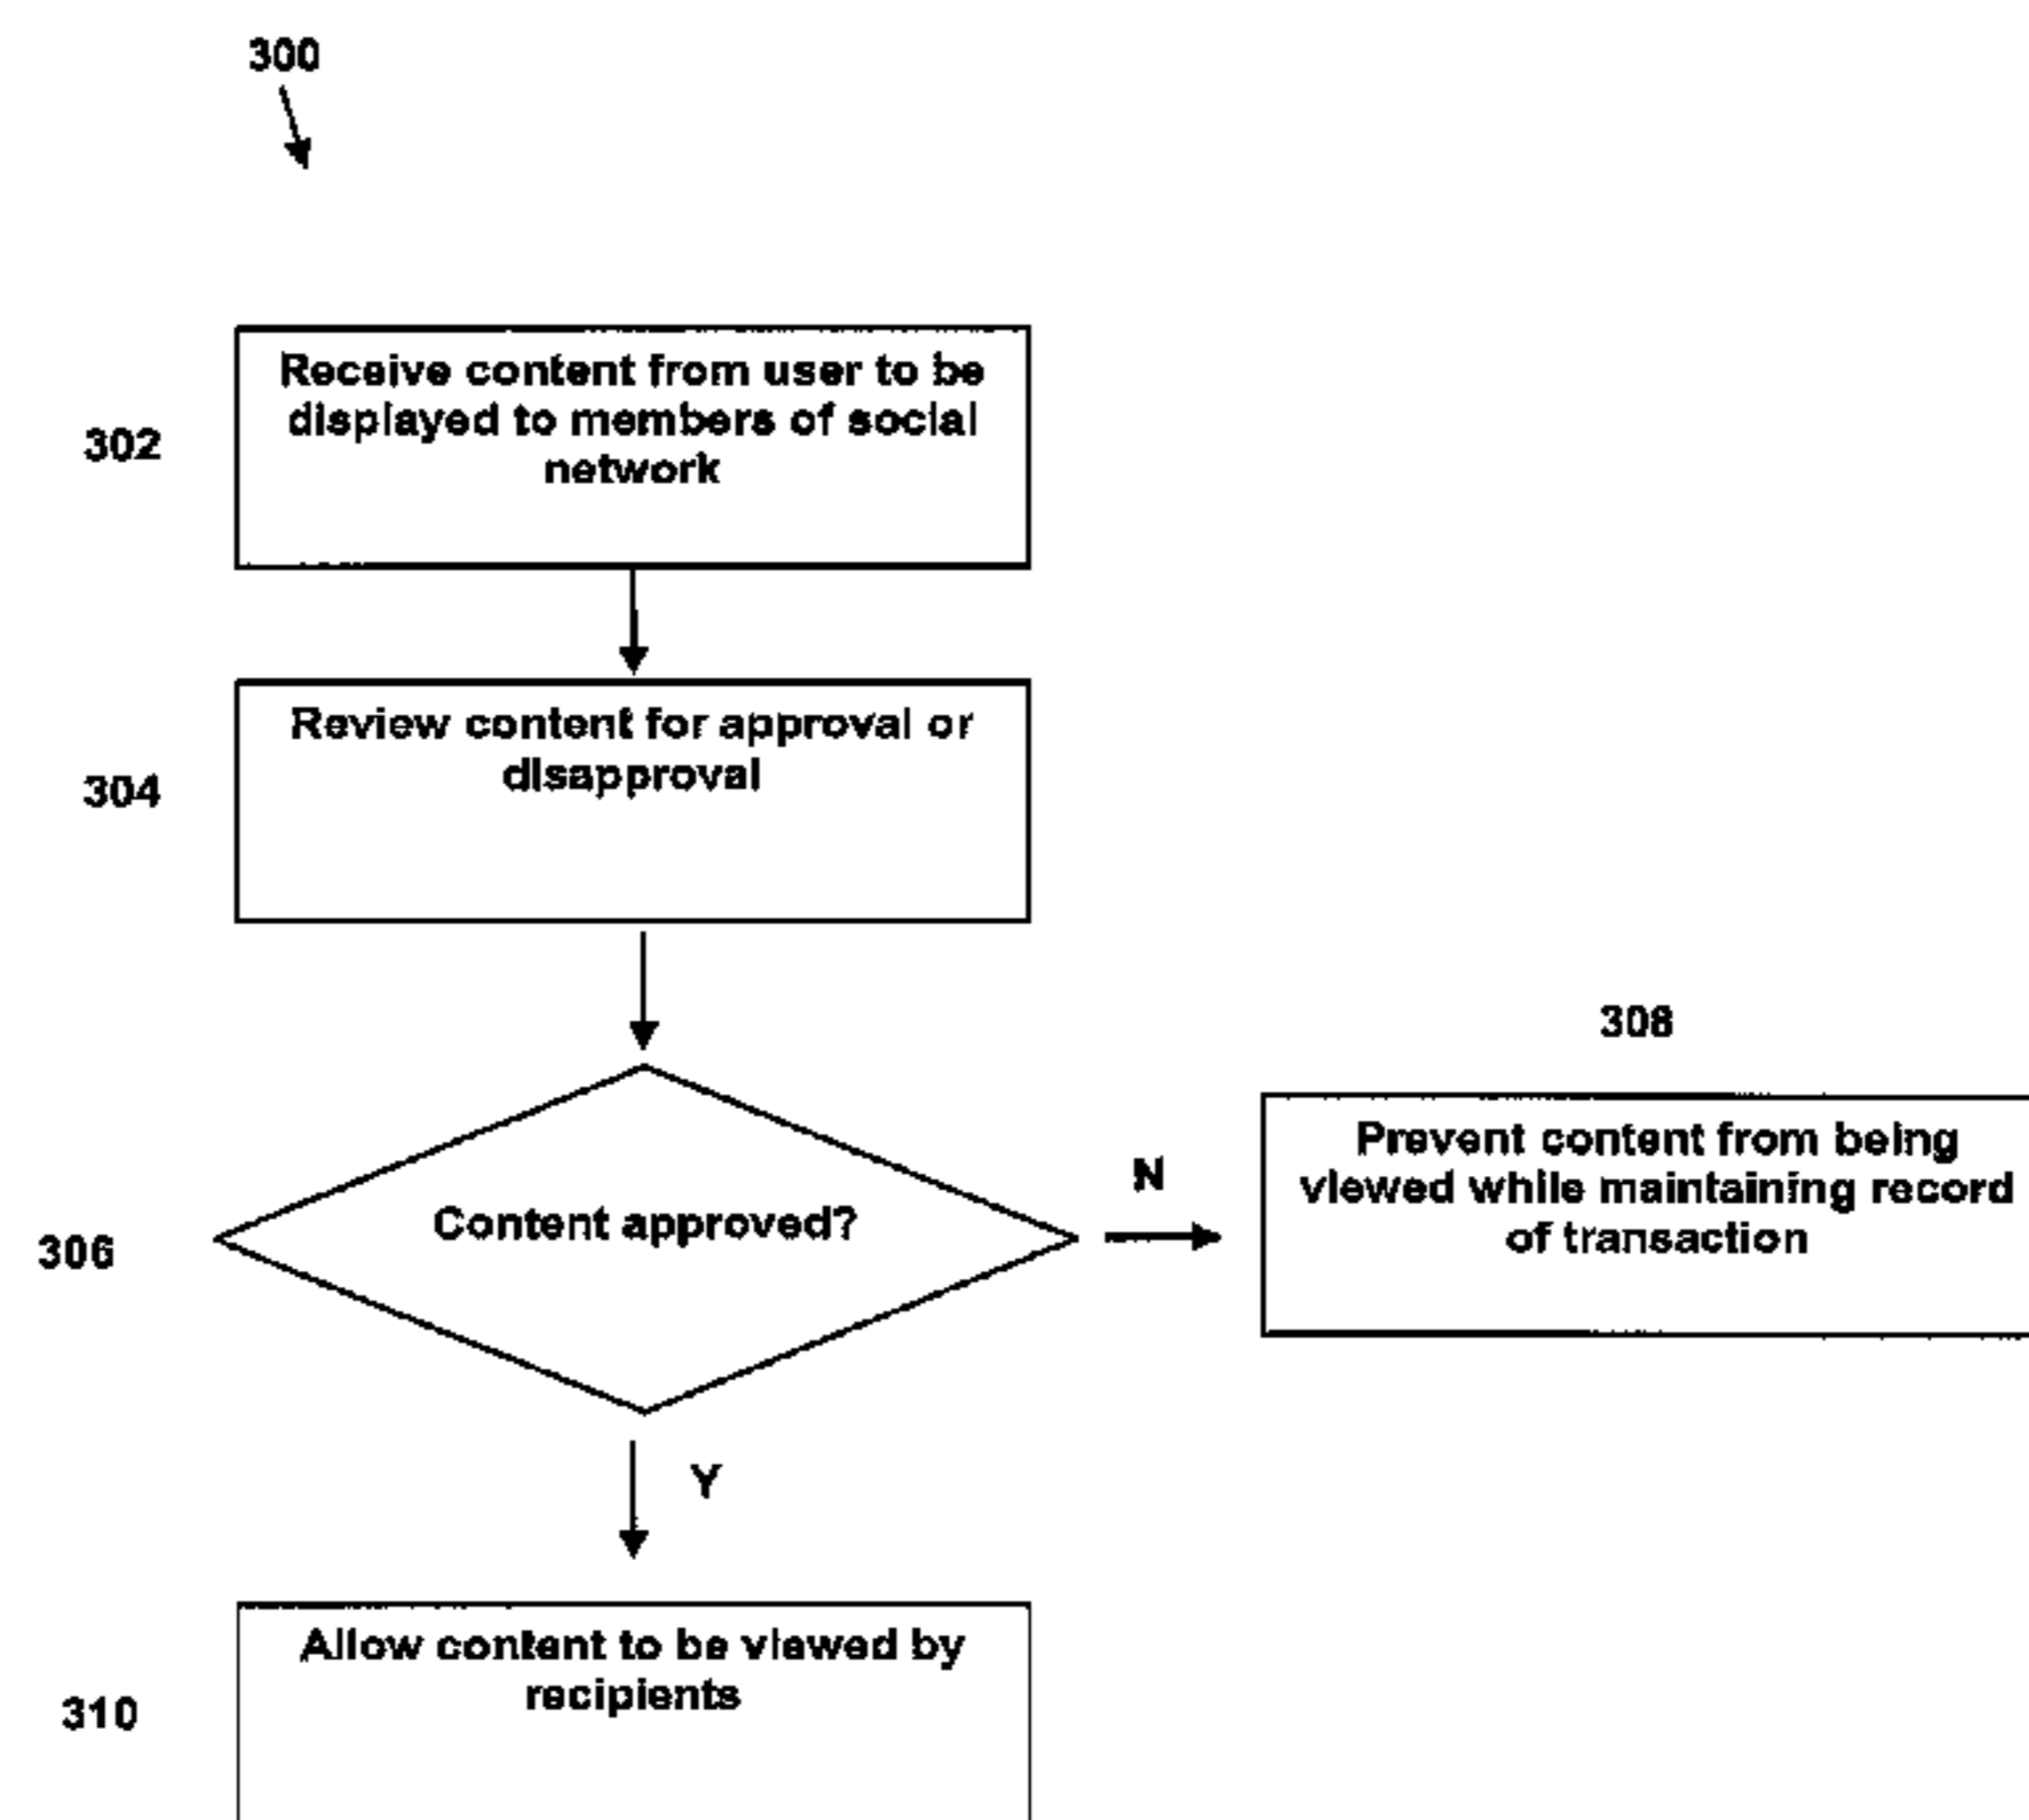 300
302
Receive content from user to be
displayed to members of social
network
304
Review content for approval or
disapproval
306
Content approved?
N
308
Prevent content from being
viewed while maintaining record
of transaction
Y
310
Allow content to be viewed by
recipients